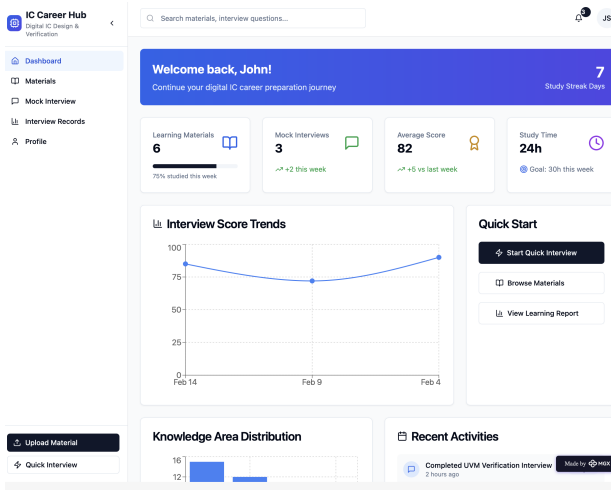 IC Career Hub
Digital IC Design &
Verification
Dashboard
Materials
Mock Interview
Interview Records
Profile
Upload Material
Quick Interview
Search materials, interview questions...
3
JS
Welcome back, John!
Continue your digital IC career preparation journey
7
Study Streak Days
Learning Materials
6
75% studied this week
Mock Interviews
3
+2 this week
Average Score
82
+5 vs last week
Study Time
24h
Goal: 30h this week
Interview Score Trends
100
75
50
25
0
Feb 14 Feb 9 Feb 4
Quick Start
Start Quick Interview
Browse Materials
View Learning Report
Knowledge Area Distribution
16
12
Recent Activities
Completed UVM Verification Interview
2 hours ago
Made by MGX